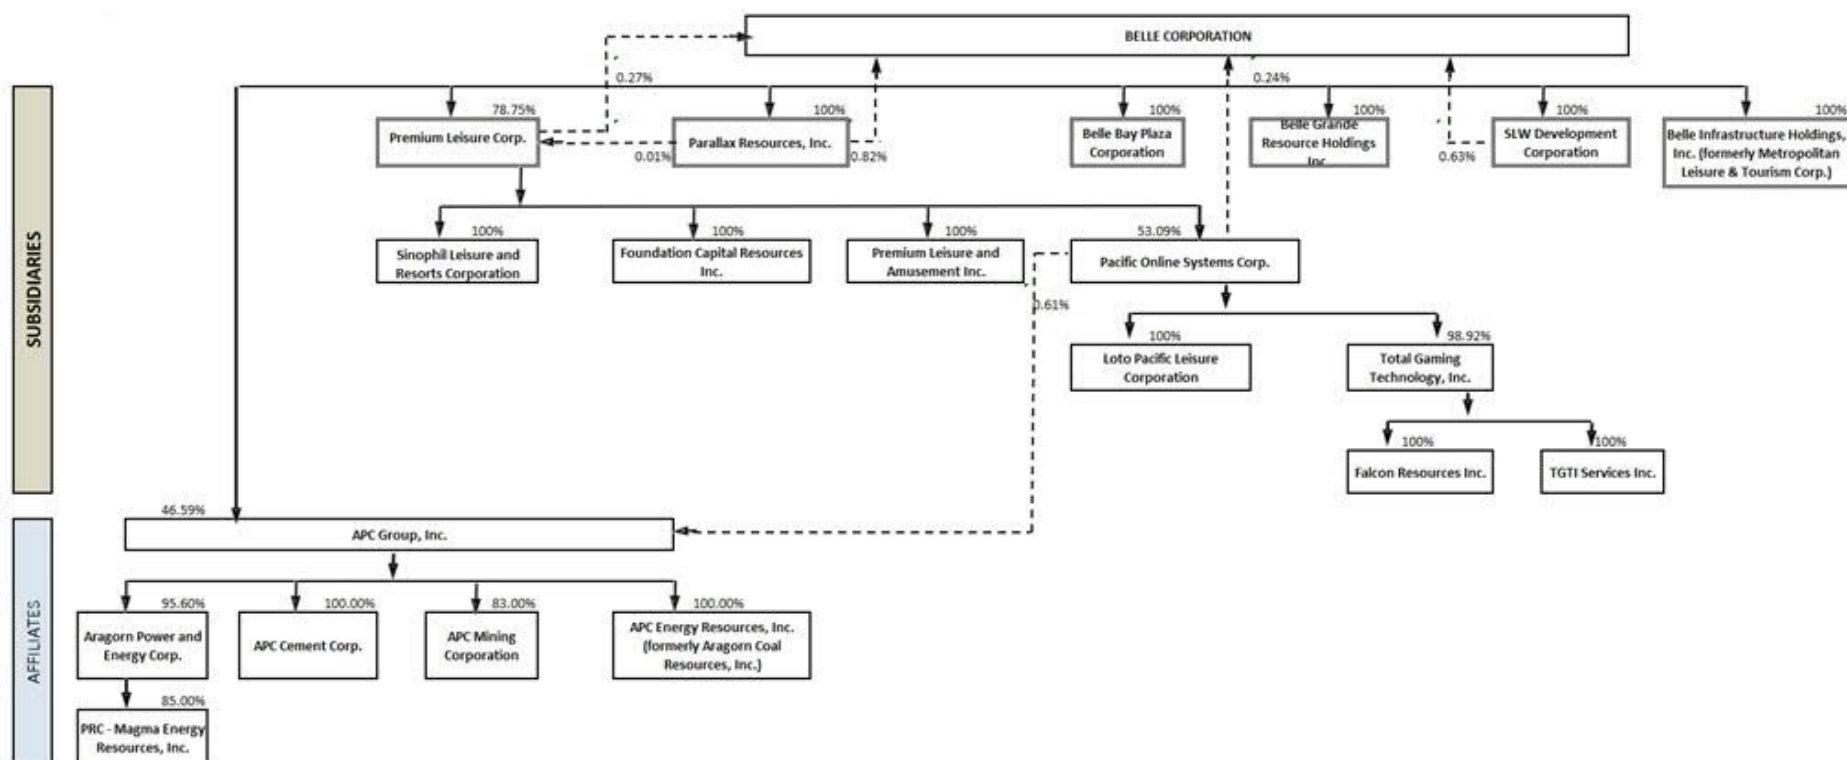 BELLE CORPORATION
0.27%
0.24%
78.75%
100%
100%
100%
100%
100%
Premium Leisure Corp.
0.01%
Parallax Resources, Inc.
0.82%
Belle Bay Plaza
Corporation
Belle Grande
Resource Holdings
Inc
0.63%
SLW Development
Corporation
Belle Infrastructure Holdings,
Inc. (formerly Metropolitan
Leisure & Tourism Corp.)
SUBSIDIARIES
100%
100%
100%
53.09%
Sinophil Leisure and
Resorts Corporation
Foundation Capital Resources
Inc.
Premium Leisure and
Amusement Inc.
Pacific Online Systems Corp.
0.61%
100%
98.92%
Loto Pacific Leisure
Corporation
Total Gaming
Technology, Inc.
100%
100%
Falcon Resources Inc.
TGTI Services Inc.
46.59%
APC Group, Inc.
AFFILIATES
95.60%
100.00%
83.00%
100.00%
Aragorn Power and
Energy Corp.
APC Cement Corp.
APC Mining
Corporation
APC Energy Resources, Inc.
(formerly Aragorn Coal
Resources, Inc.)
85.00%
PRC - Magma Energy
Resources, Inc.